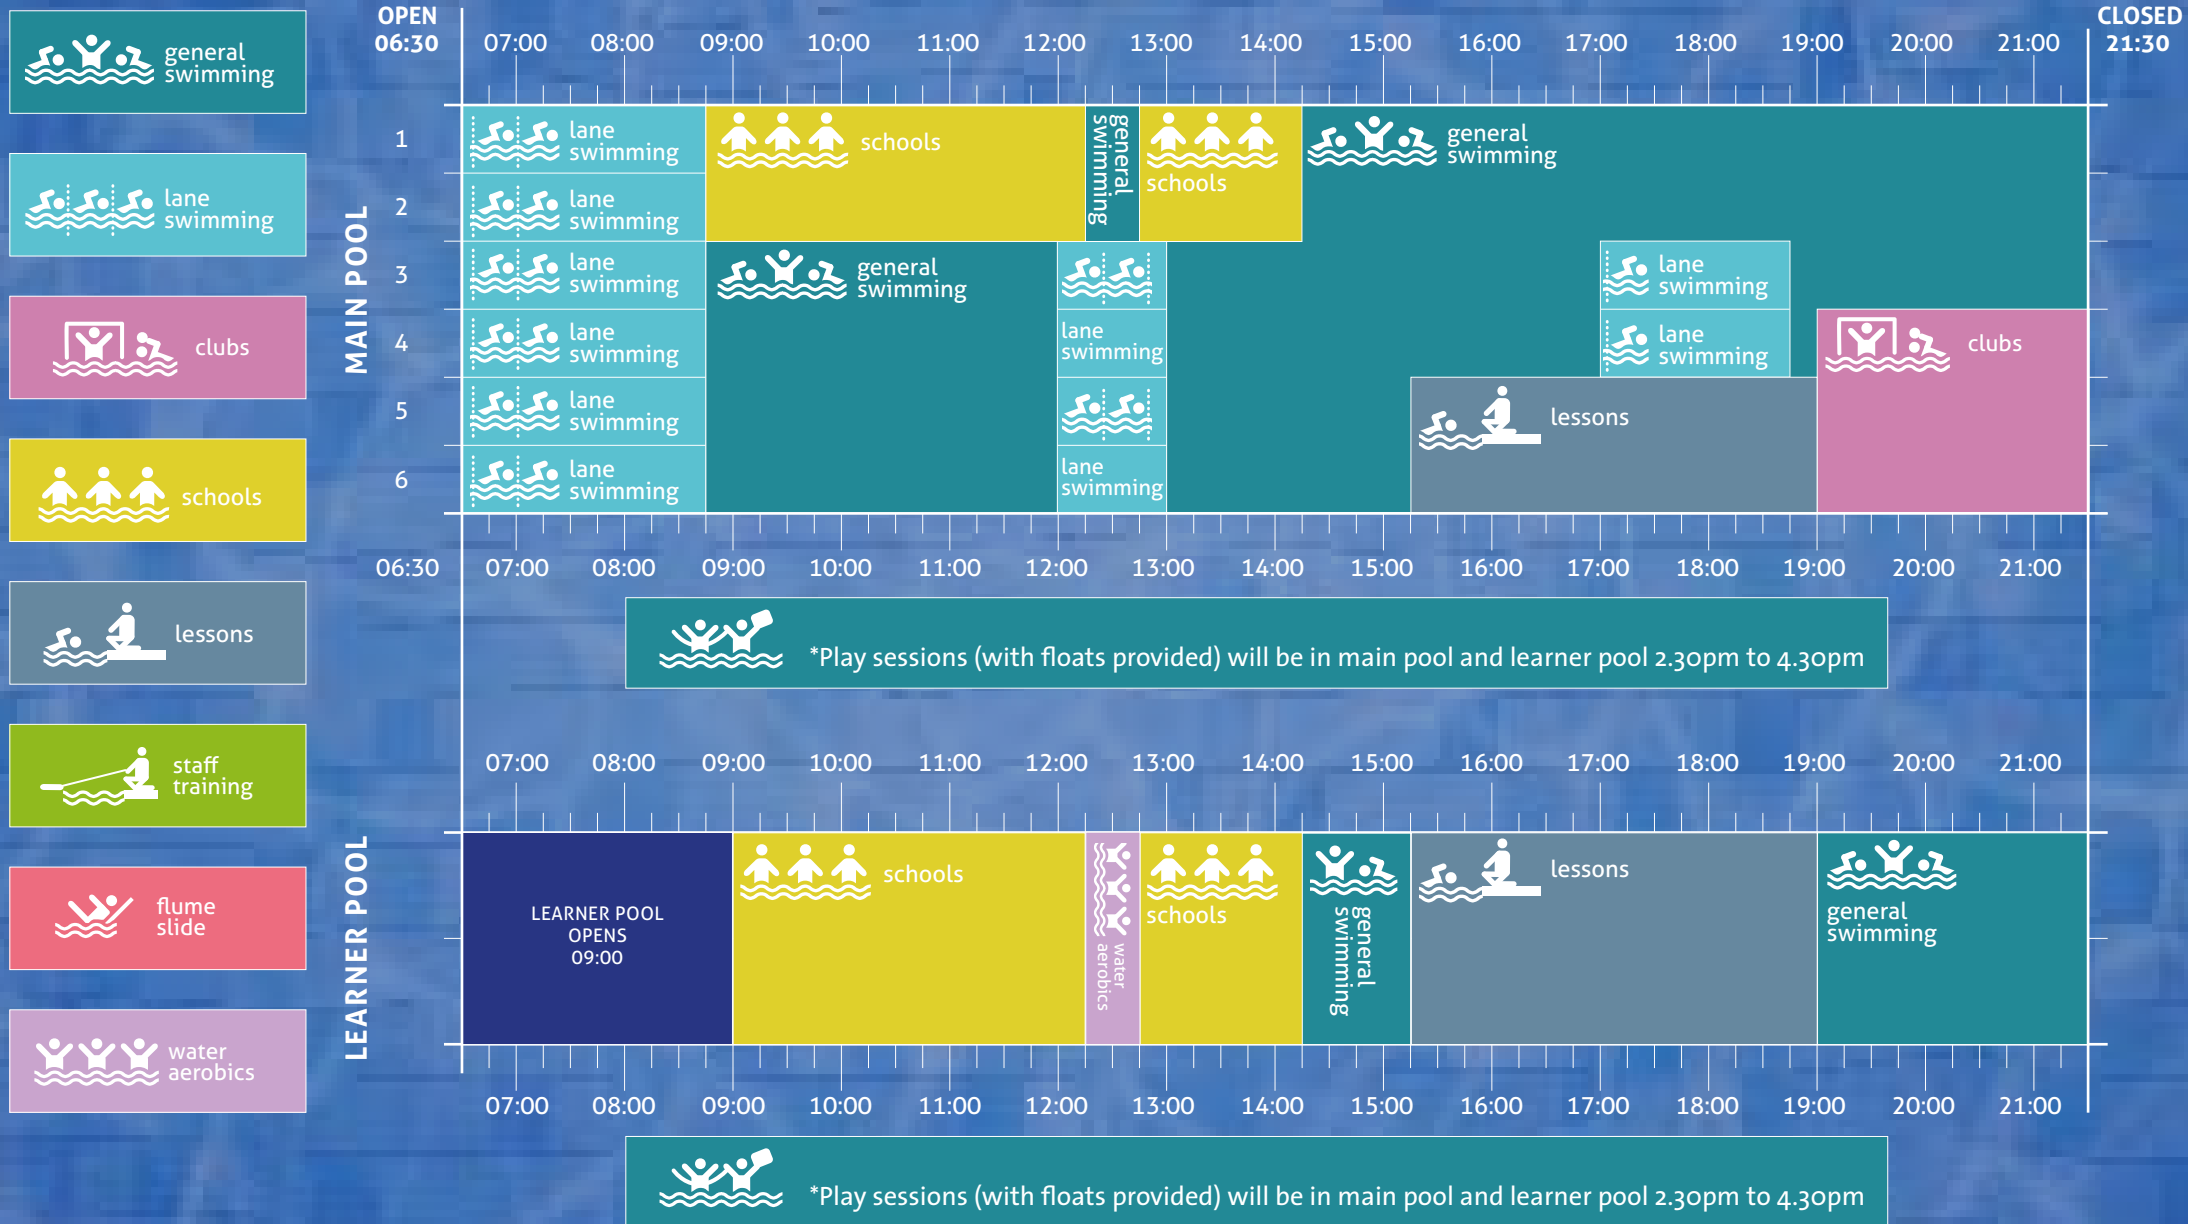 general
swimming
lane
swimming
clubs
schools
lessons
staff
training
flume
slide
water
aerobics
OPEN
06:30
07:00 08:00 09:00 10:00 11:00 12:00 13:00 14:00 15:00 16:00 17:00 18:00 19:00 20:00 21:00
CLOSED
21:30
MAIN POOL
1
2
3
4
5
6
lane
swimming
lane
swimming
lane
swimming
lane
swimming
lane
swimming
lane
swimming
schools
general
swimming
schools
general
swimming
general
swimming
lane
swimming
lane
swimming
lane
swimming
lane
swimming
lessons
clubs
06:30 07:00 08:00 09:00 10:00 11:00 12:00 13:00 14:00 15:00 16:00 17:00 18:00 19:00 20:00 21:00
*Play sessions (with floats provided) will be in main pool and learner pool 2.30pm to 4.30pm
07:00 08:00 09:00 10:00 11:00 12:00 13:00 14:00 15:00 16:00 17:00 18:00 19:00 20:00 21:00
LEARNER POOL
LEARNER POOL
OPENS
09:00
schools
water
aerobics
schools
general
swimming
lessons
general
swimming
07:00 08:00 09:00 10:00 11:00 12:00 13:00 14:00 15:00 16:00 17:00 18:00 19:00 20:00 21:00
*Play sessions (with floats provided) will be in main pool and learner pool 2.30pm to 4.30pm